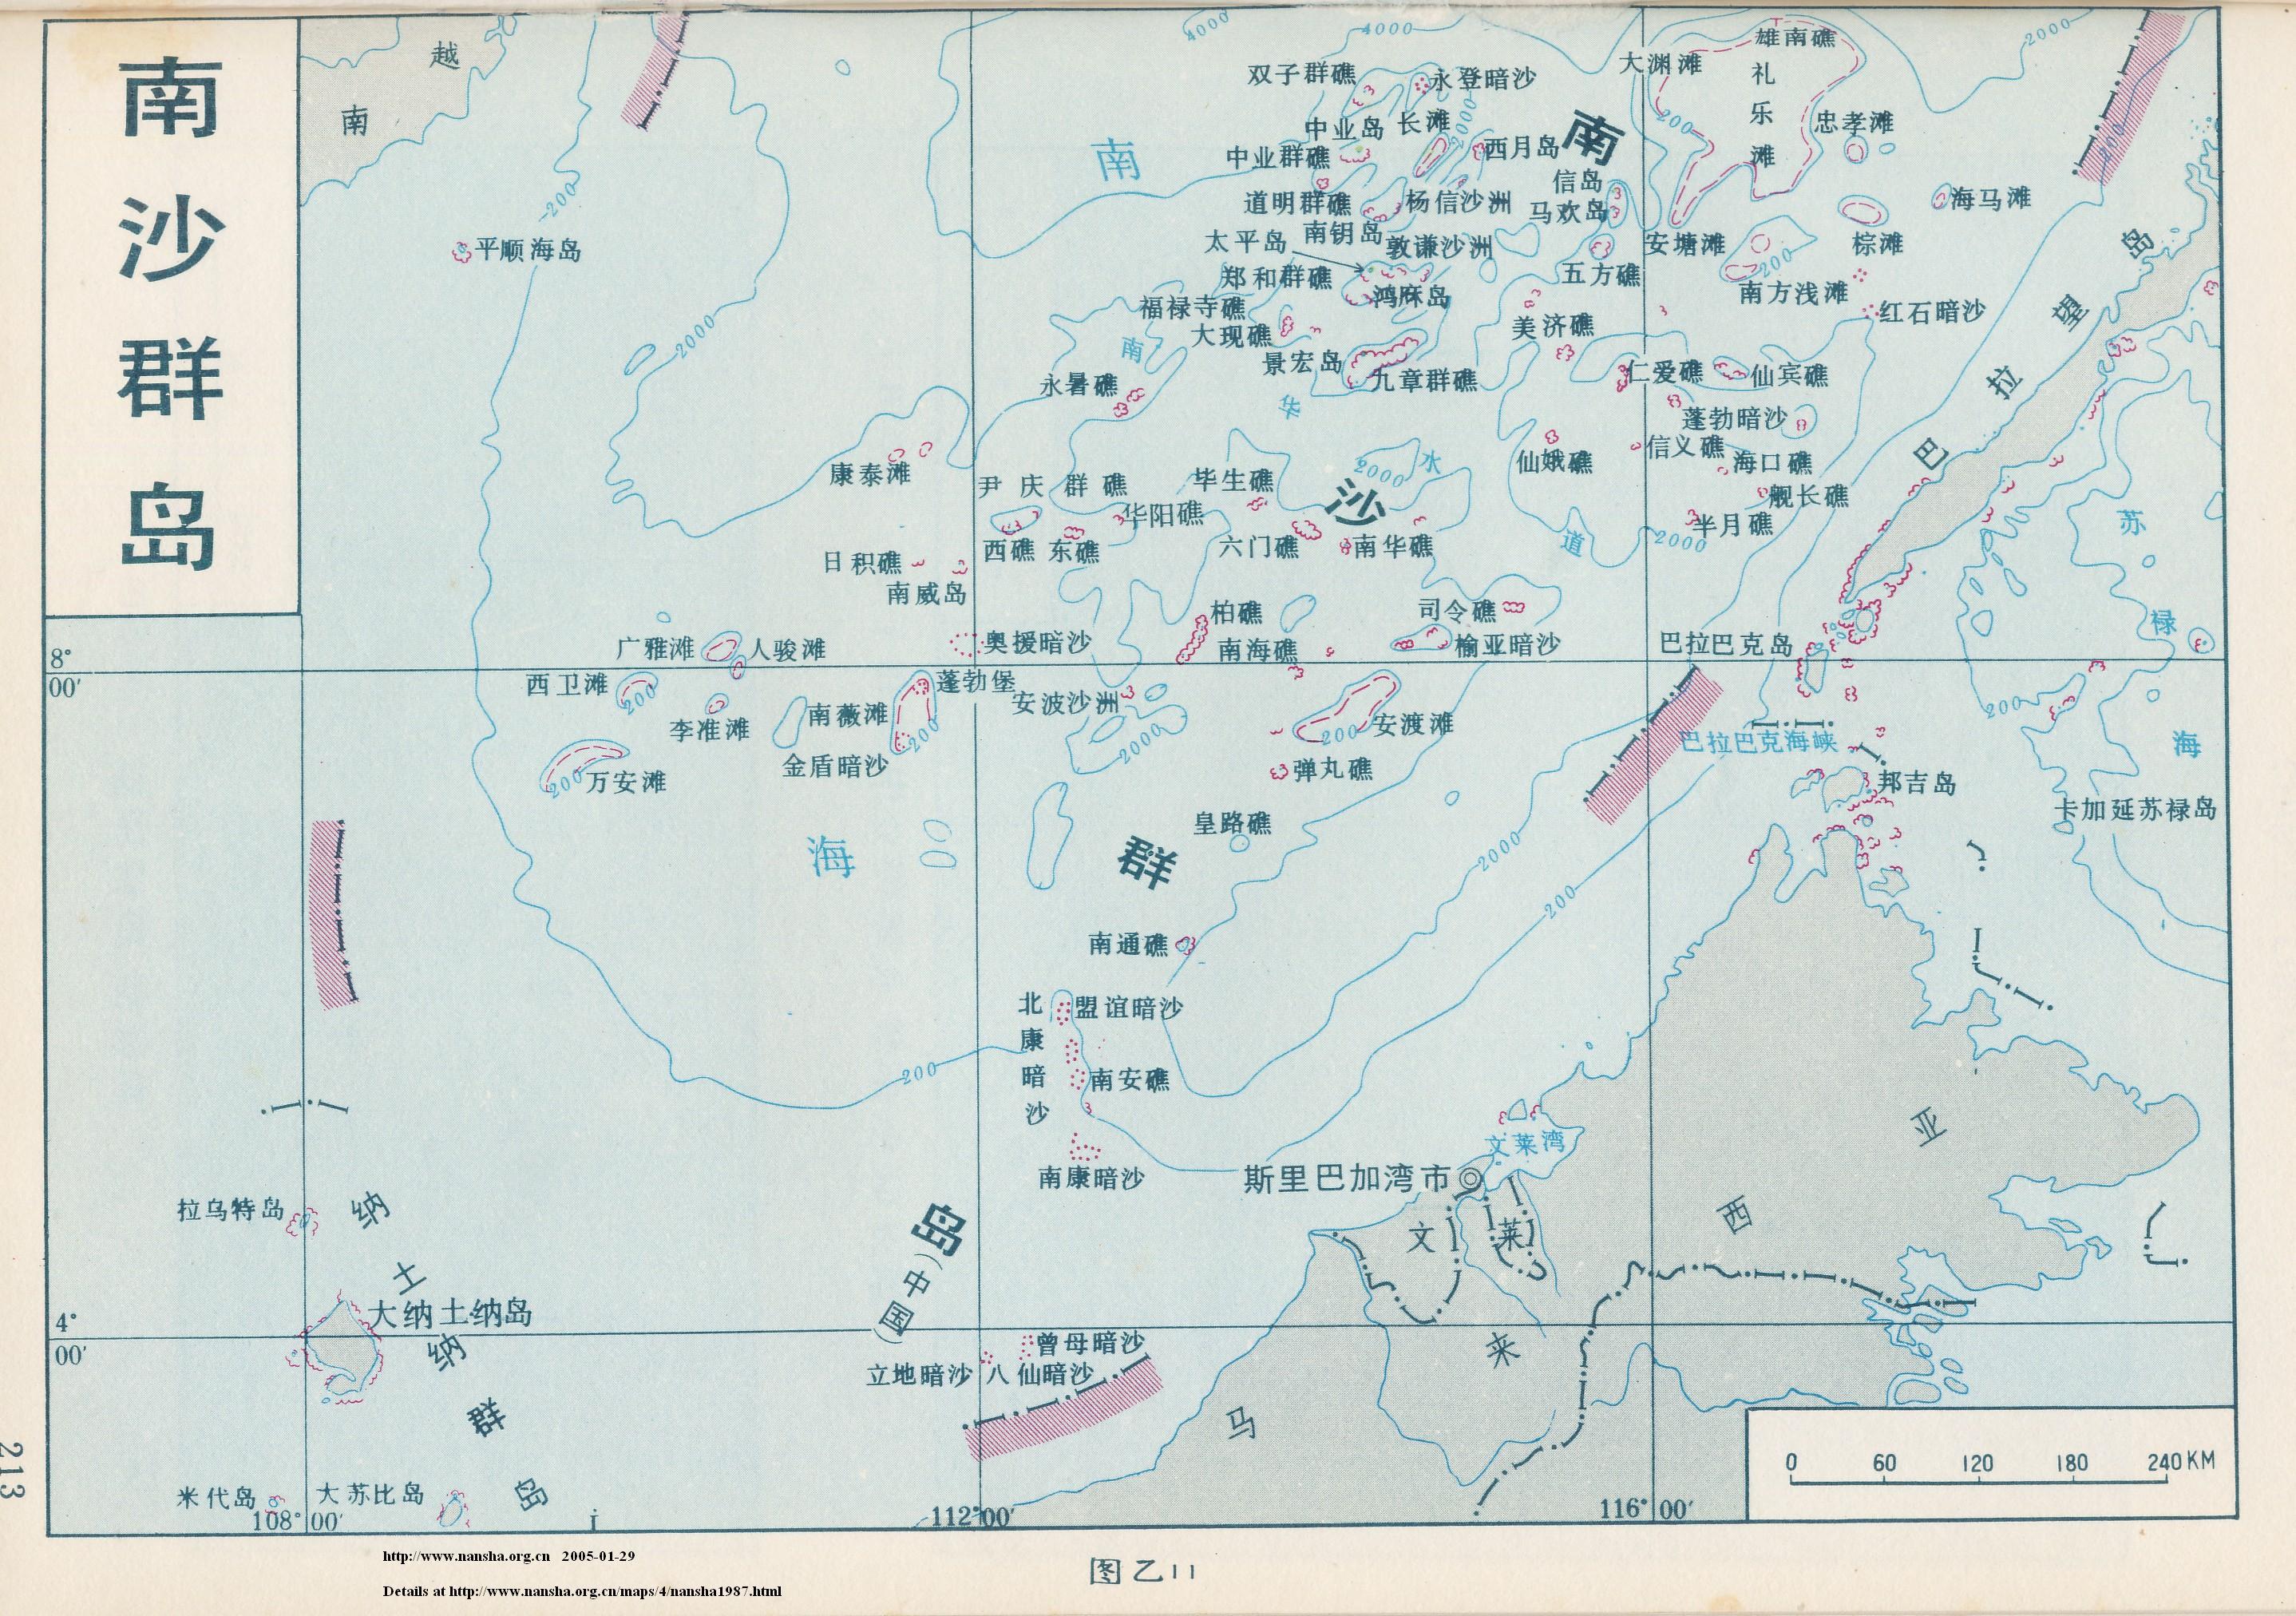 南沙群岛
越
南
南
海
南沙群岛
（中国）
4000
4000
2000
雄南礁
大渊滩
礼乐滩
双子群礁
永登暗沙
中业岛
长滩
2000
200
忠孝滩
中业群礁
西月岛
200
信岛
道明群礁
杨信沙洲
马欢岛
海马滩
200
太平岛
南钥岛
敦谦沙洲
安塘滩
棕滩
平顺海岛
郑和群礁
五方礁
200
鸿庥岛
南方浅滩
福禄寺礁
红石暗沙
大现礁
美济礁
2000
景宏岛
九章群礁
仁爱礁
仙宾礁
永暑礁
蓬勃暗沙
信义礁
仙娥礁
海口礁
康泰滩
2000
舰长礁
尹庆群礁
毕生礁
华阳礁
半月礁
西礁
东礁
六门礁
南华礁
2000
日积礁
南威岛
南华水道
巴拉望岛
苏禄海
柏礁
司令礁
广雅滩
人骏滩
奥援暗沙
南海礁
榆亚暗沙
巴拉巴克岛
8°
00′
西卫滩
200
蓬勃堡
安波沙洲
李准滩
南薇滩
200
安渡滩
200
200
2000
金盾暗沙
巴拉巴克海峡
万安滩
200
弹丸礁
邦吉岛
卡加延苏禄岛
皇路礁
2000
200
南通礁
北康暗沙
盟谊暗沙
200
南安礁
南康暗沙
文莱湾
斯里巴加湾市
文莱
马来西亚
拉乌特岛
纳土纳群岛
大纳土纳岛
4°
00′
曾母暗沙
立地暗沙
八仙暗沙
米代岛
大苏比岛
108°00′
112°00′
116°00′
0 60 120 180 240KM
213
http://www.nansha.org.cn 2005-01-29
图乙11
Details at http://www.nansha.org.cn/maps/4/nansha1987.html